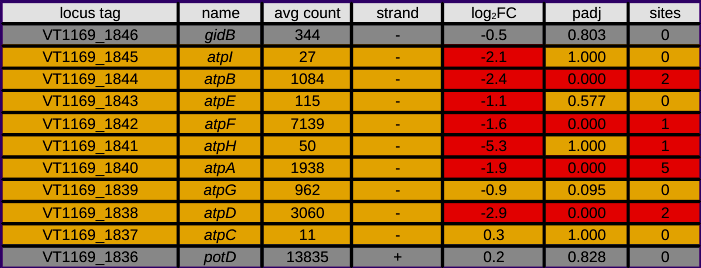 locus tag name avg count strand log₂FC padj sites
VT1169_1846 gidB 344 - -0.5 0.803 0
VT1169_1845 atpI 27 - -2.1 1.000 0
VT1169_1844 atpB 1084 - -2.4 0.000 2
VT1169_1843 atpE 115 - -1.1 0.577 0
VT1169_1842 atpF 7139 - -1.6 0.000 1
VT1169_1841 atpH 50 - -5.3 1.000 1
VT1169_1840 atpA 1938 - -1.9 0.000 5
VT1169_1839 atpG 962 - -0.9 0.095 0
VT1169_1838 atpD 3060 - -2.9 0.000 2
VT1169_1837 atpC 11 - 0.3 1.000 0
VT1169_1836 potD 13835 + 0.2 0.828 0